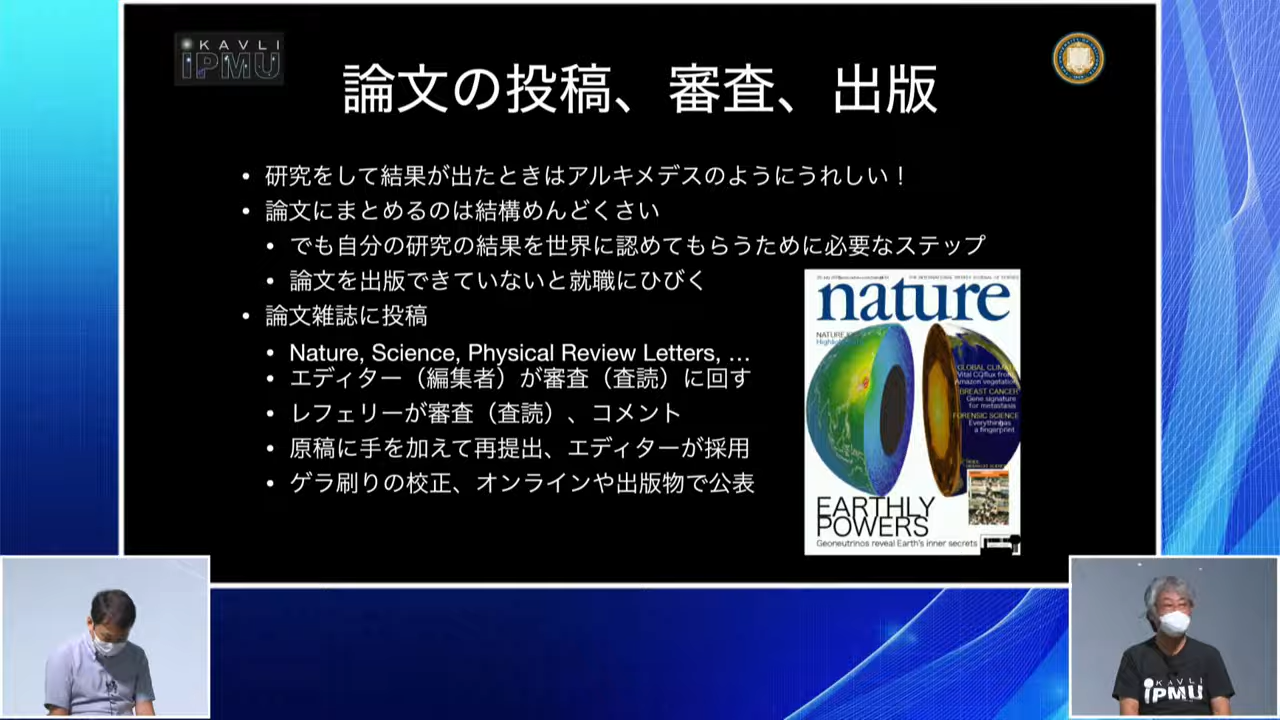 KAVLI
IPMU
論文の投稿、審査、出版
• 研究をして結果が出たときはアルキメデスのようにうれしい！
• 論文にまとめるのは結構めんどくさい
• でも自分の研究の結果を世界に認めてもらうために必要なステップ
• 論文を出版できていないと就職にひびく
• 論文雑誌に投稿
• Nature, Science, Physical Review Letters, …
• エディター（編集者）が審査（査読）に回す
• レフェリーが審査（査読）、コメント
• 原稿に手を加えて再提出、エディターが採用
• ゲラ刷りの校正、オンラインや出版物で公表
THE INTERNATIONAL WEEKLY JOURNAL OF SCIENCE
nature
GLOBAL CLIMATE
Vital CO₂ flux from
Amazon vegetation
BREAST CANCER
Gene signature
for metastasis
FORENSIC SCIENCE
Everything has
a fingerprint
EARTHLY
POWERS
Geoneutrinos reveal Earth's inner secrets
KAVLI
IPMU